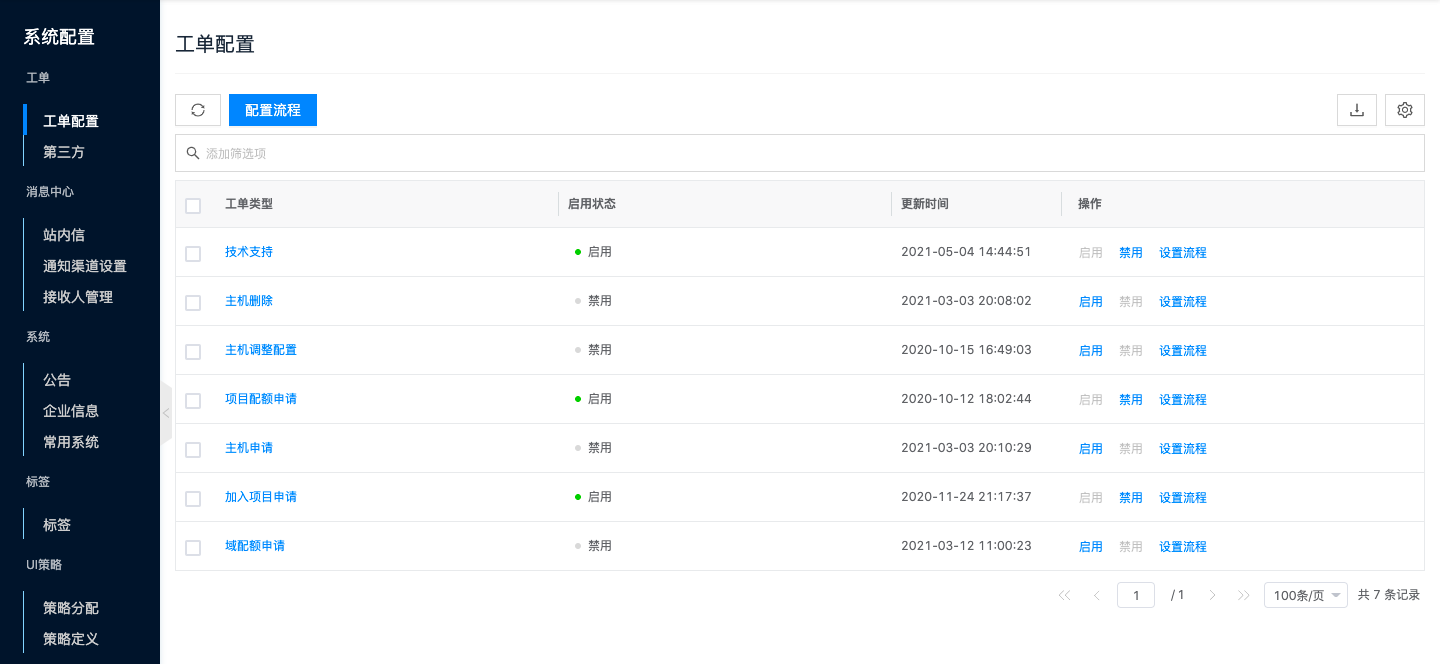 系统配置
工单
工单配置
第三方
消息中心
站内信
通知渠道设置
接收人管理
系统
公告
企业信息
常用系统
标签
标签
UI策略
策略分配
策略定义
工单配置
配置流程
添加筛选项
工单类型 启用状态 更新时间 操作
技术支持 启用 2021-05-04 14:44:51 启用 禁用 设置流程
主机删除 禁用 2021-03-03 20:08:02 启用 禁用 设置流程
主机调整配置 禁用 2020-10-15 16:49:03 启用 禁用 设置流程
项目配额申请 启用 2020-10-12 18:02:44 启用 禁用 设置流程
主机申请 禁用 2021-03-03 20:10:29 启用 禁用 设置流程
加入项目申请 启用 2020-11-24 21:17:37 启用 禁用 设置流程
域配额申请 禁用 2021-03-12 11:00:23 启用 禁用 设置流程
1 / 1 100条/页 共 7 条记录